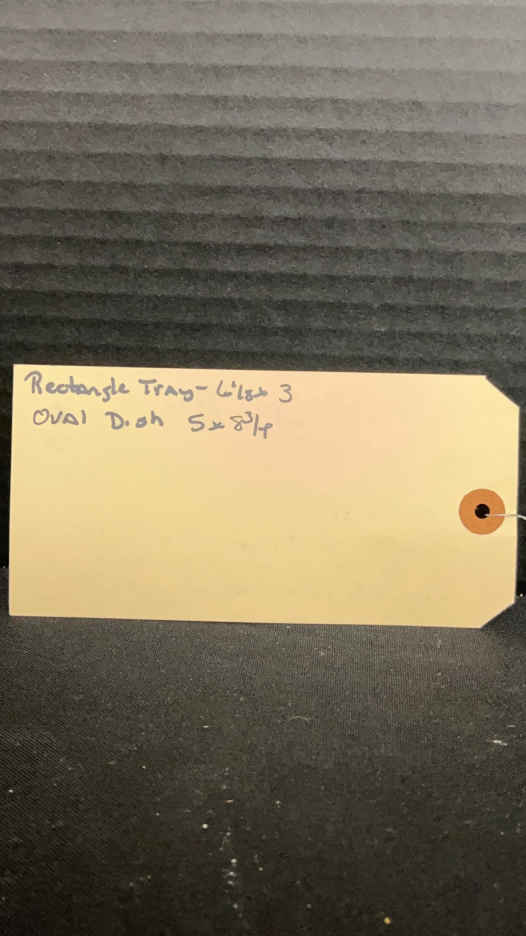 Rectangle Tray - 6 1/8 x 3
Oval Dish 5 x 8 3/4